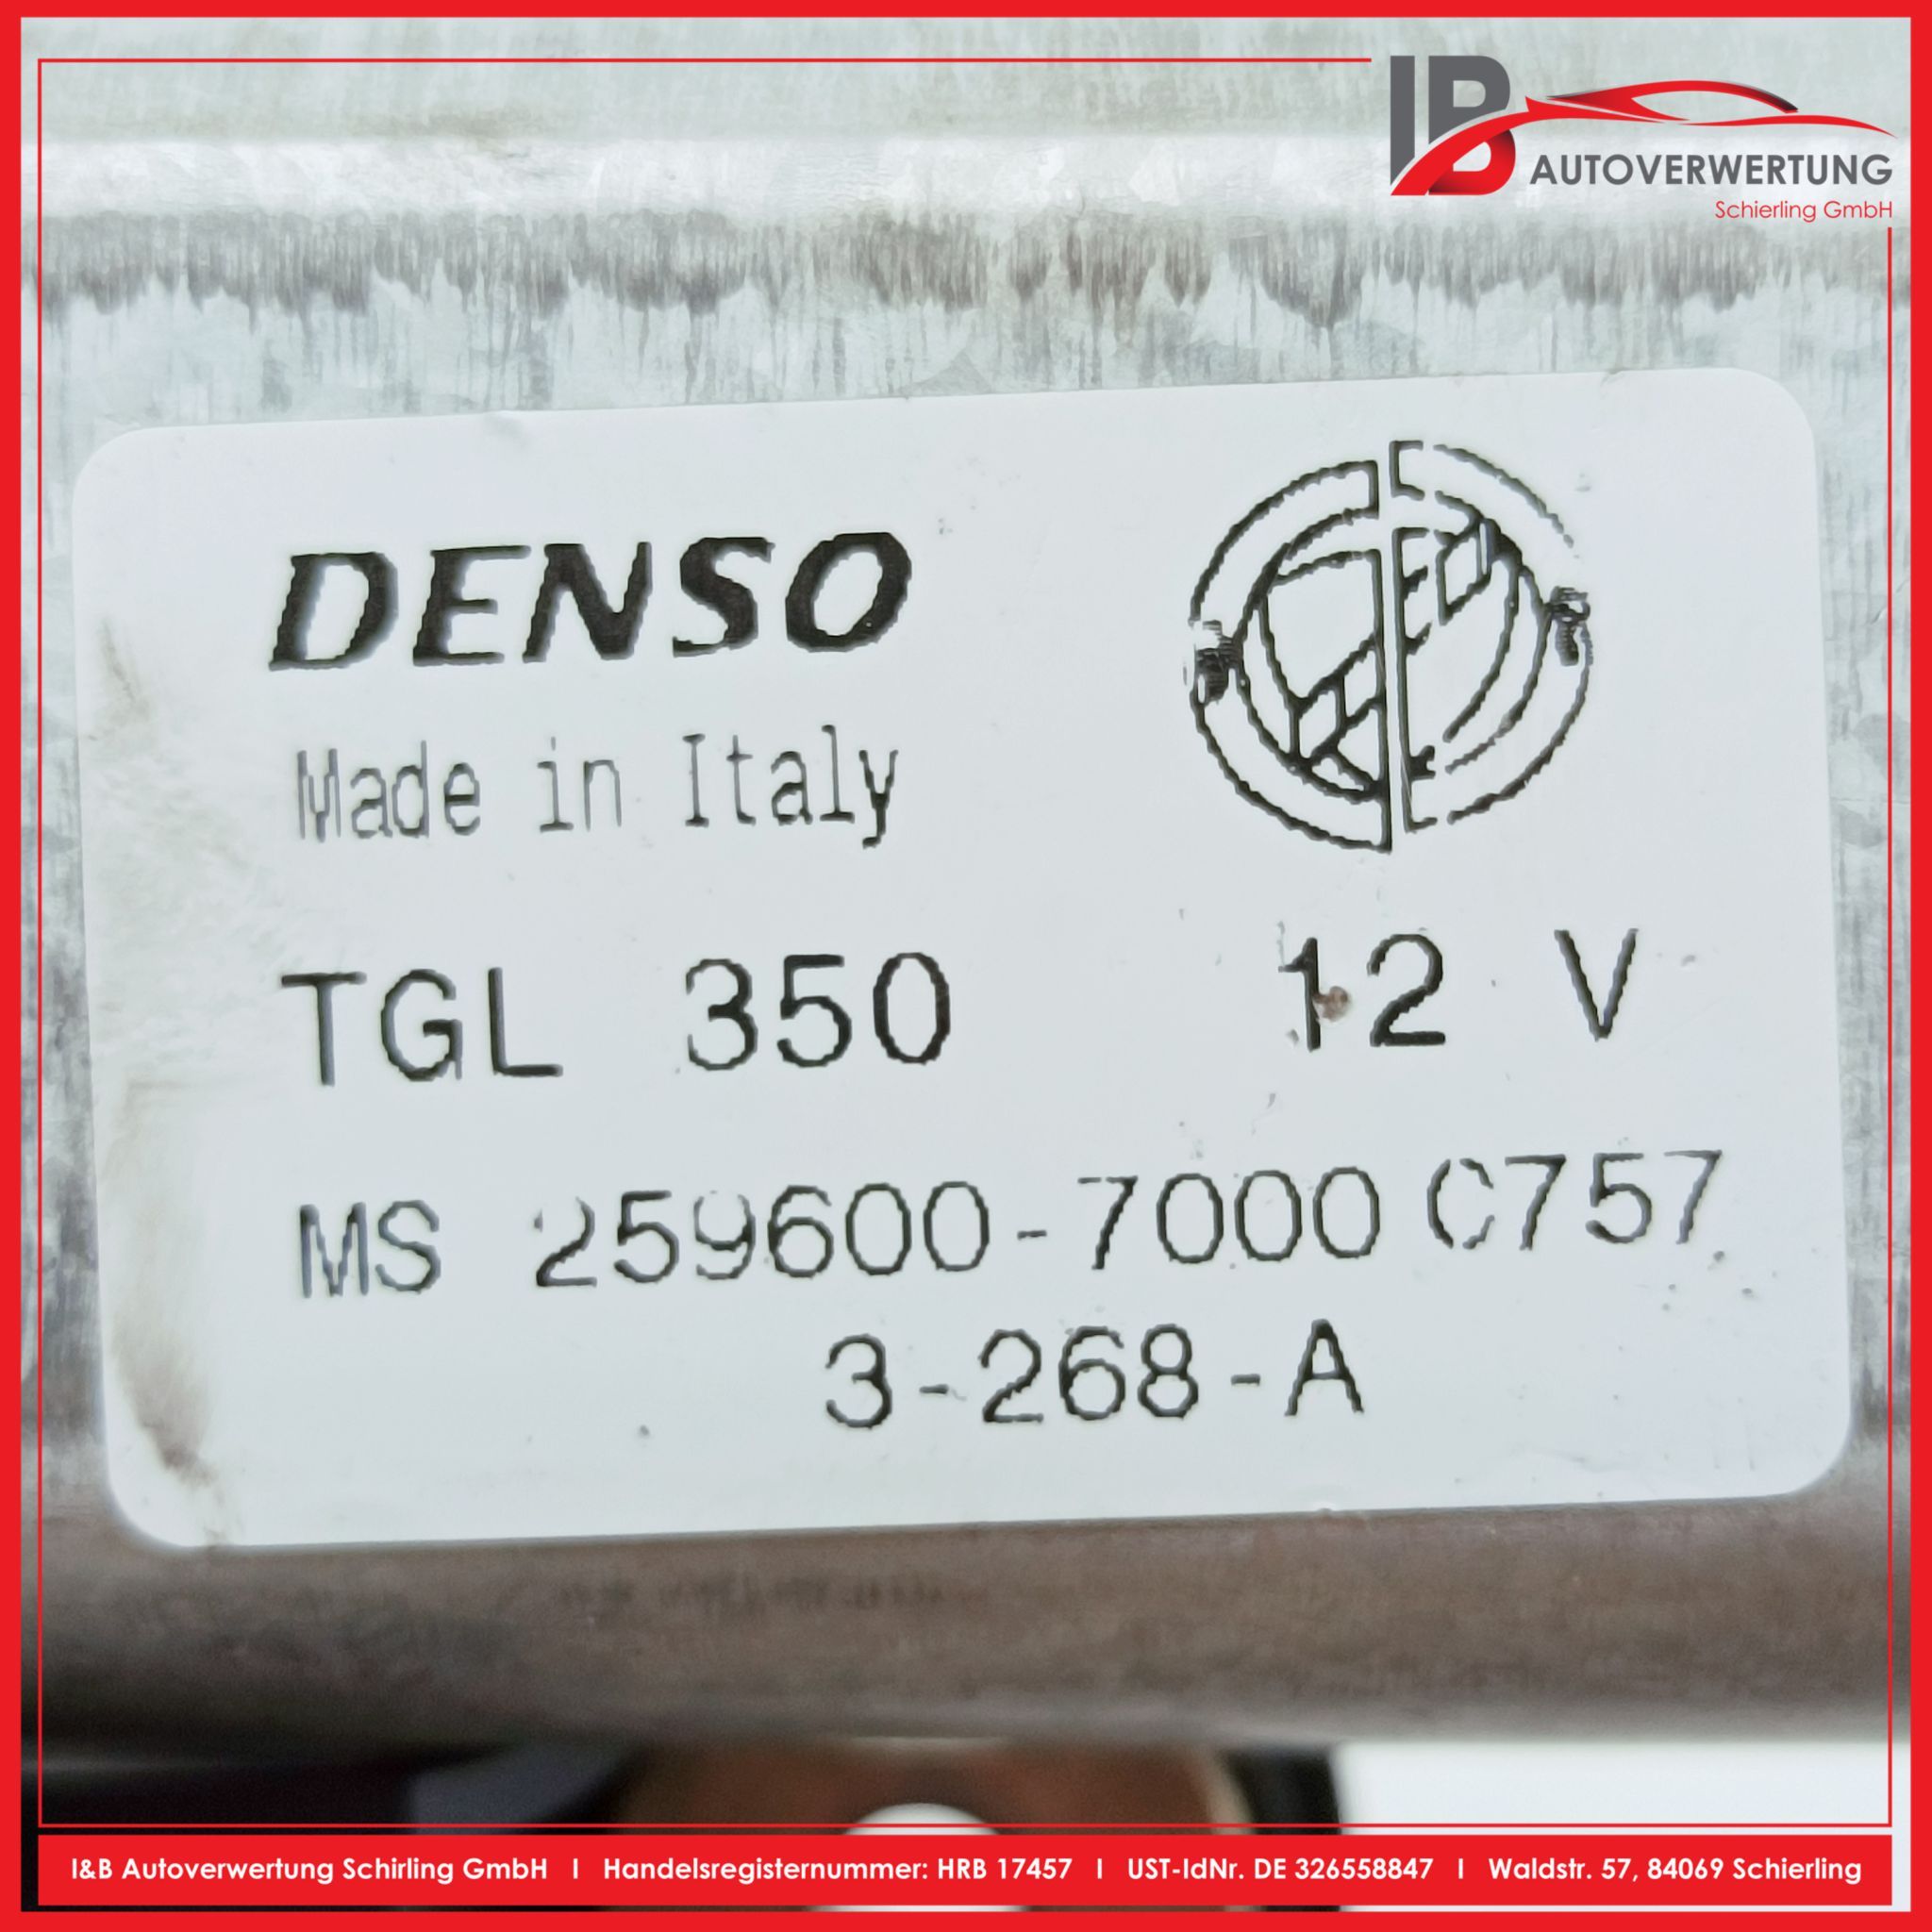 IB
AUTOVERWERTUNG
Schierling GmbH
DENSO
Made in Italy
TGL 350 12 V
MS 259600-7000 C757
3-268-A
I&B Autoverwertung Schirling GmbH I Handelsregisternummer: HRB 17457 I UST-IdNr. DE 326558847 I Waldstr. 57, 84069 Schierling